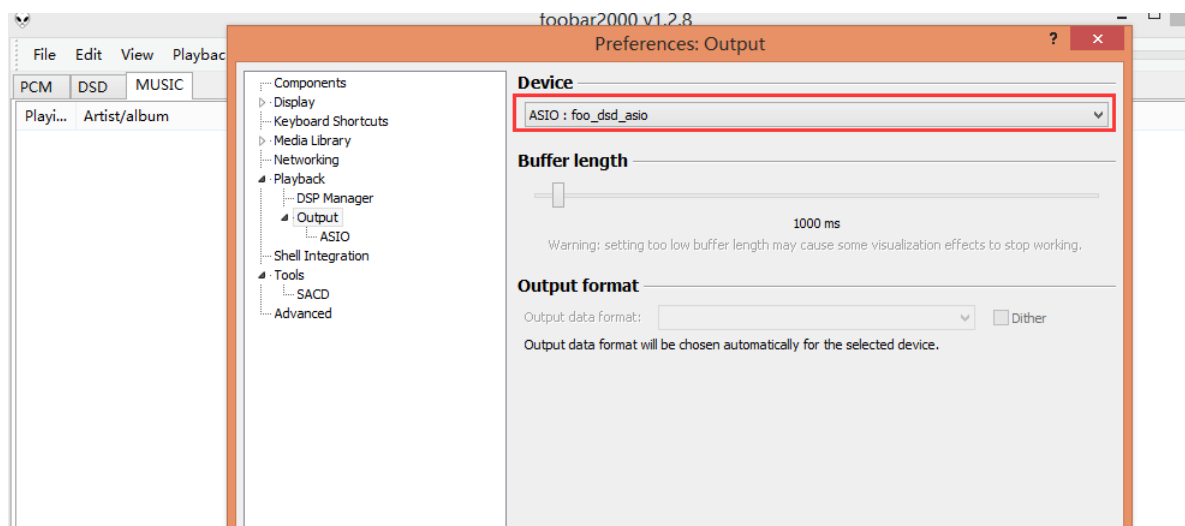 foobar2000 v1.2.8
File Edit View Playbac
Preferences: Output
?
PCM DSD MUSIC
Playi... Artist/album
Components
Display
Keyboard Shortcuts
Media Library
Networking
Playback
DSP Manager
Output
ASIO
Shell Integration
Tools
SACD
Advanced
Device
ASIO : foo_dsd_asio
Buffer length
1000 ms
Warning: setting too low buffer length may cause some visualization effects to stop working.
Output format
Output data format:
Dither
Output data format will be chosen automatically for the selected device.